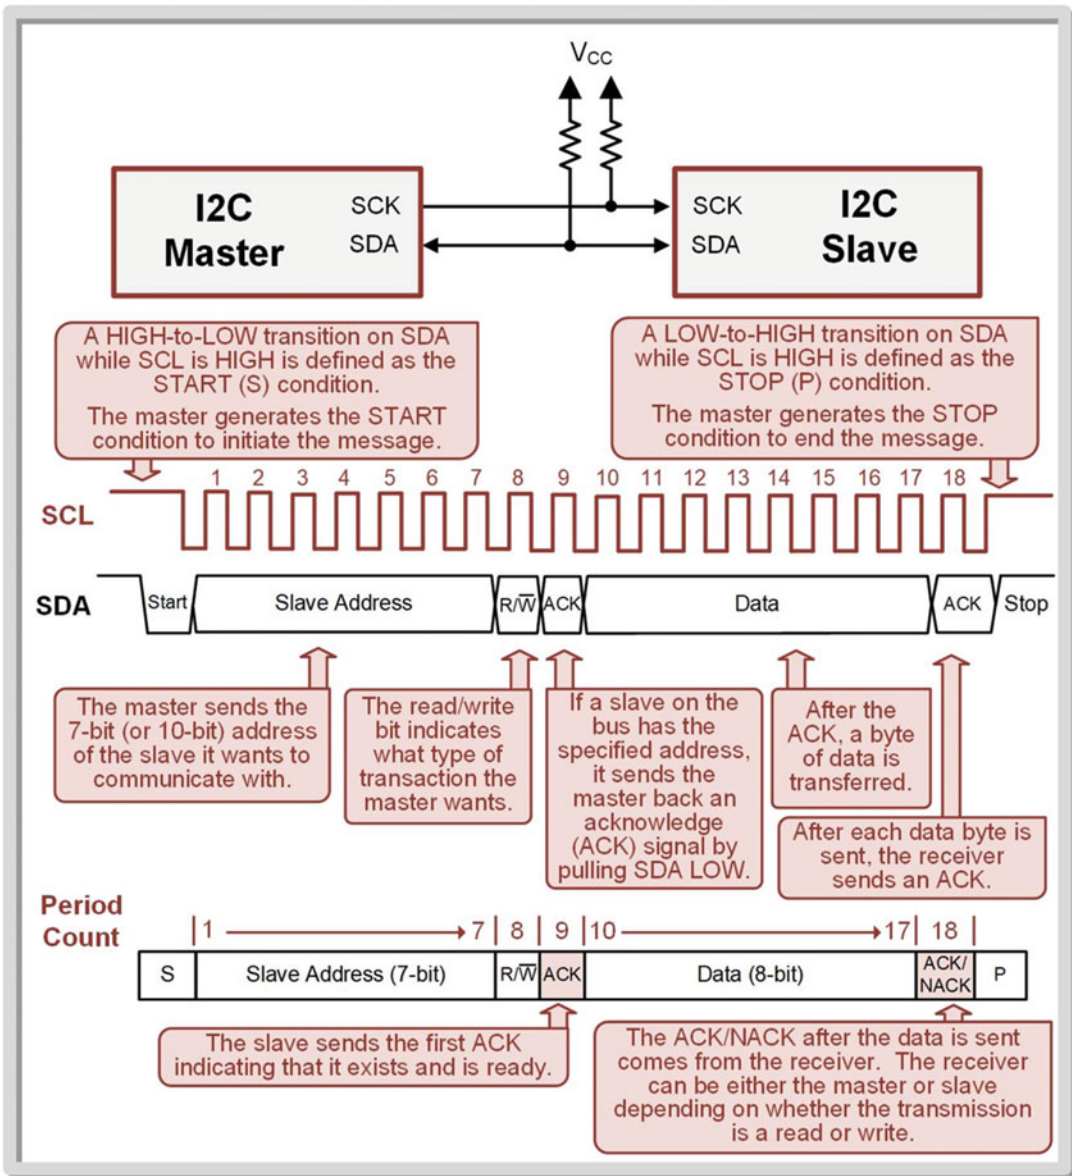 VCC
I2C
Master
SCK
SDA
SCK
SDA
I2C
Slave
A HIGH-to-LOW transition on SDA
while SCL is HIGH is defined as the
START (S) condition.
The master generates the START
condition to initiate the message.
A LOW-to-HIGH transition on SDA
while SCL is HIGH is defined as the
STOP (P) condition.
The master generates the STOP
condition to end the message.
1 2 3 4 5 6 7 8 9 10 11 12 13 14 15 16 17 18
SCL
SDA Start Slave Address R/W̅ ACK Data ACK Stop
The master sends the
7-bit (or 10-bit) address
of the slave it wants to
communicate with.
The read/write
bit indicates
what type of
transaction the
master wants.
If a slave on the
bus has the
specified address,
it sends the
master back an
acknowledge
(ACK) signal by
pulling SDA LOW.
After the
ACK, a byte
of data is
transferred.
After each data byte is
sent, the receiver
sends an ACK.
Period
Count
1 7 8 9 10 17 18
S Slave Address (7-bit) R/W̅ ACK Data (8-bit) ACK/
NACK P
The slave sends the first ACK
indicating that it exists and is ready.
The ACK/NACK after the data is sent
comes from the receiver. The receiver
can be either the master or slave
depending on whether the transmission
is a read or write.